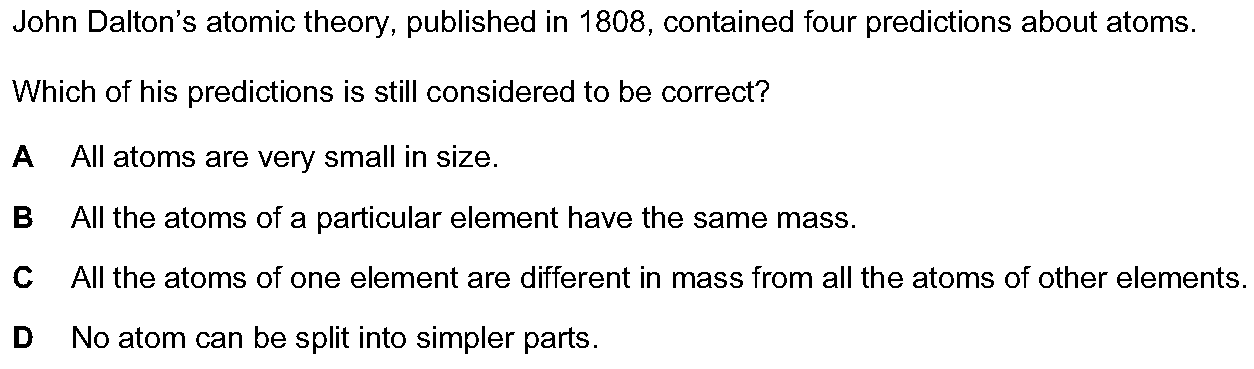 John Dalton’s atomic theory, published in 1808, contained four predictions about atoms.
Which of his predictions is still considered to be correct?
A All atoms are very small in size.
B All the atoms of a particular element have the same mass.
C All the atoms of one element are different in mass from all the atoms of other elements.
D No atom can be split into simpler parts.